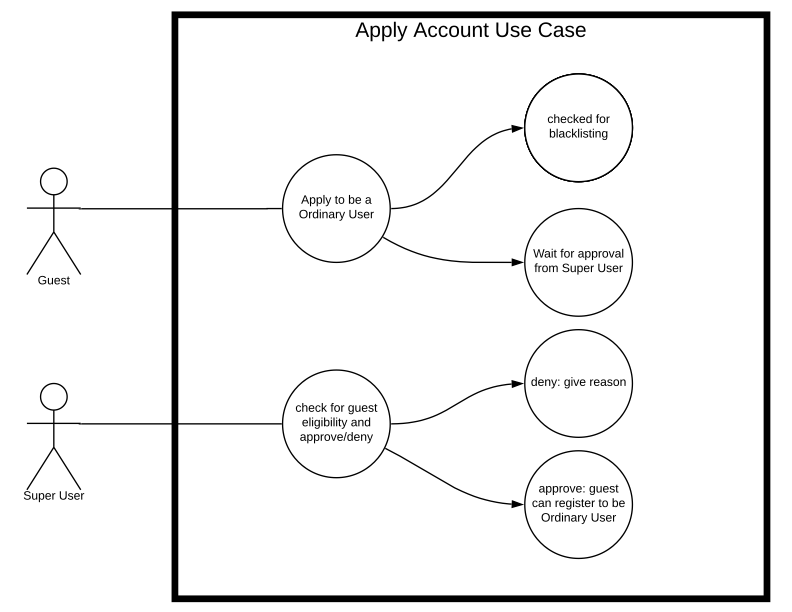 Apply Account Use Case
checked for
blacklisting
Apply to be a
Ordinary User
Wait for approval
from Super User
Guest
deny: give reason
check for guest
eligibility and
approve/deny
approve: guest
can register to be
Ordinary User
Super User